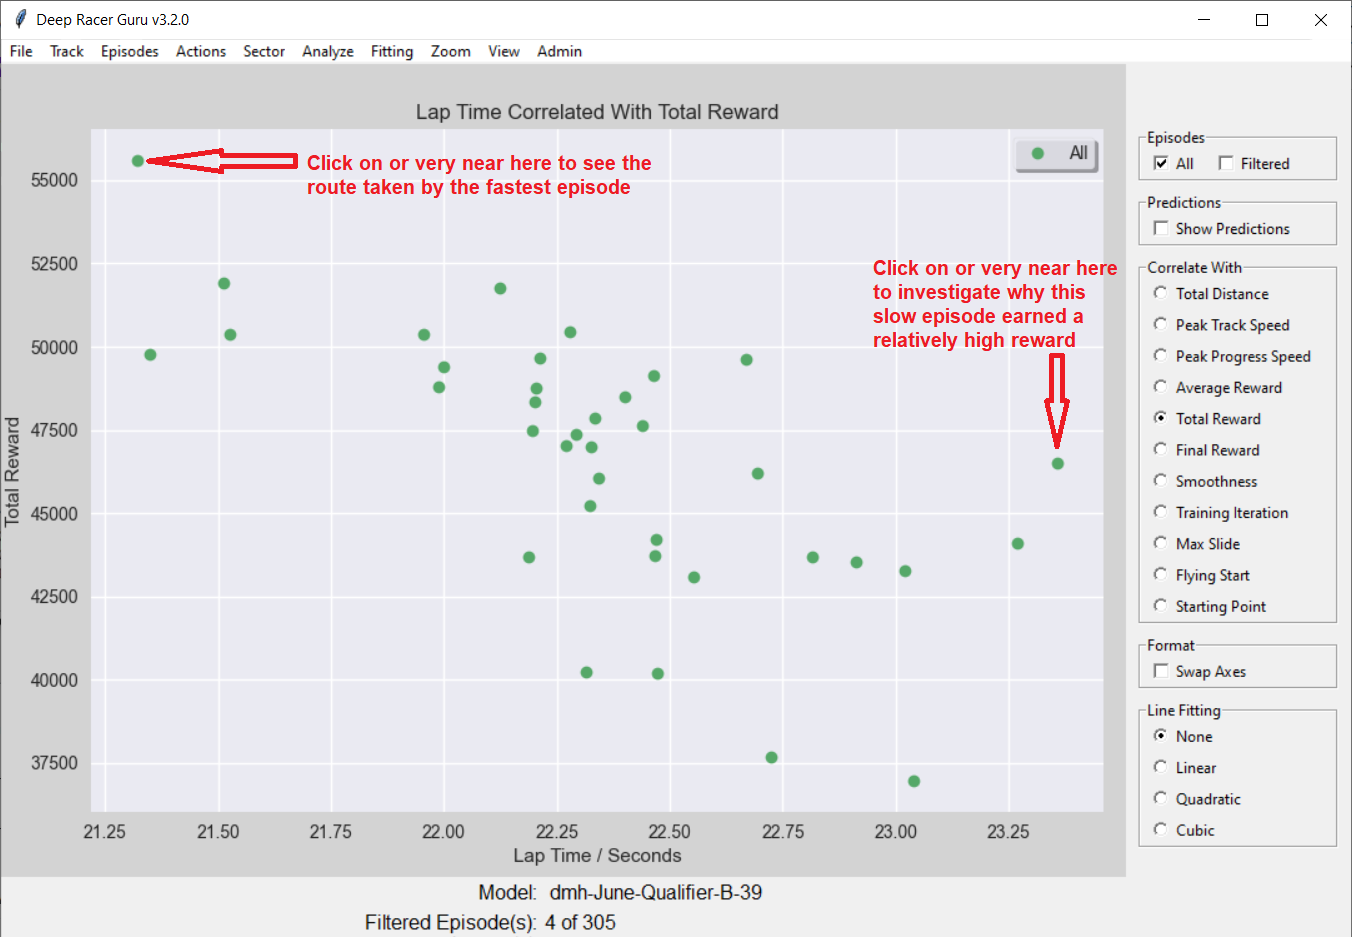 Deep Racer Guru v3.2.0
File Track Episodes Actions Sector Analyze Fitting Zoom View Admin
Lap Time Correlated With Total Reward
All
Click on or very near here to see the
route taken by the fastest episode
Click on or very near here
to investigate why this
slow episode earned a
relatively high reward
Total Reward
55000
52500
50000
47500
45000
42500
40000
37500
21.25 21.50 21.75 22.00 22.25 22.50 22.75 23.00 23.25
Lap Time / Seconds
Model: dmh-June-Qualifier-B-39
Filtered Episode(s): 4 of 305
Episodes
All Filtered
Predictions
Show Predictions
Correlate With
Total Distance
Peak Track Speed
Peak Progress Speed
Average Reward
Total Reward
Final Reward
Smoothness
Training Iteration
Max Slide
Flying Start
Starting Point
Format
Swap Axes
Line Fitting
None
Linear
Quadratic
Cubic